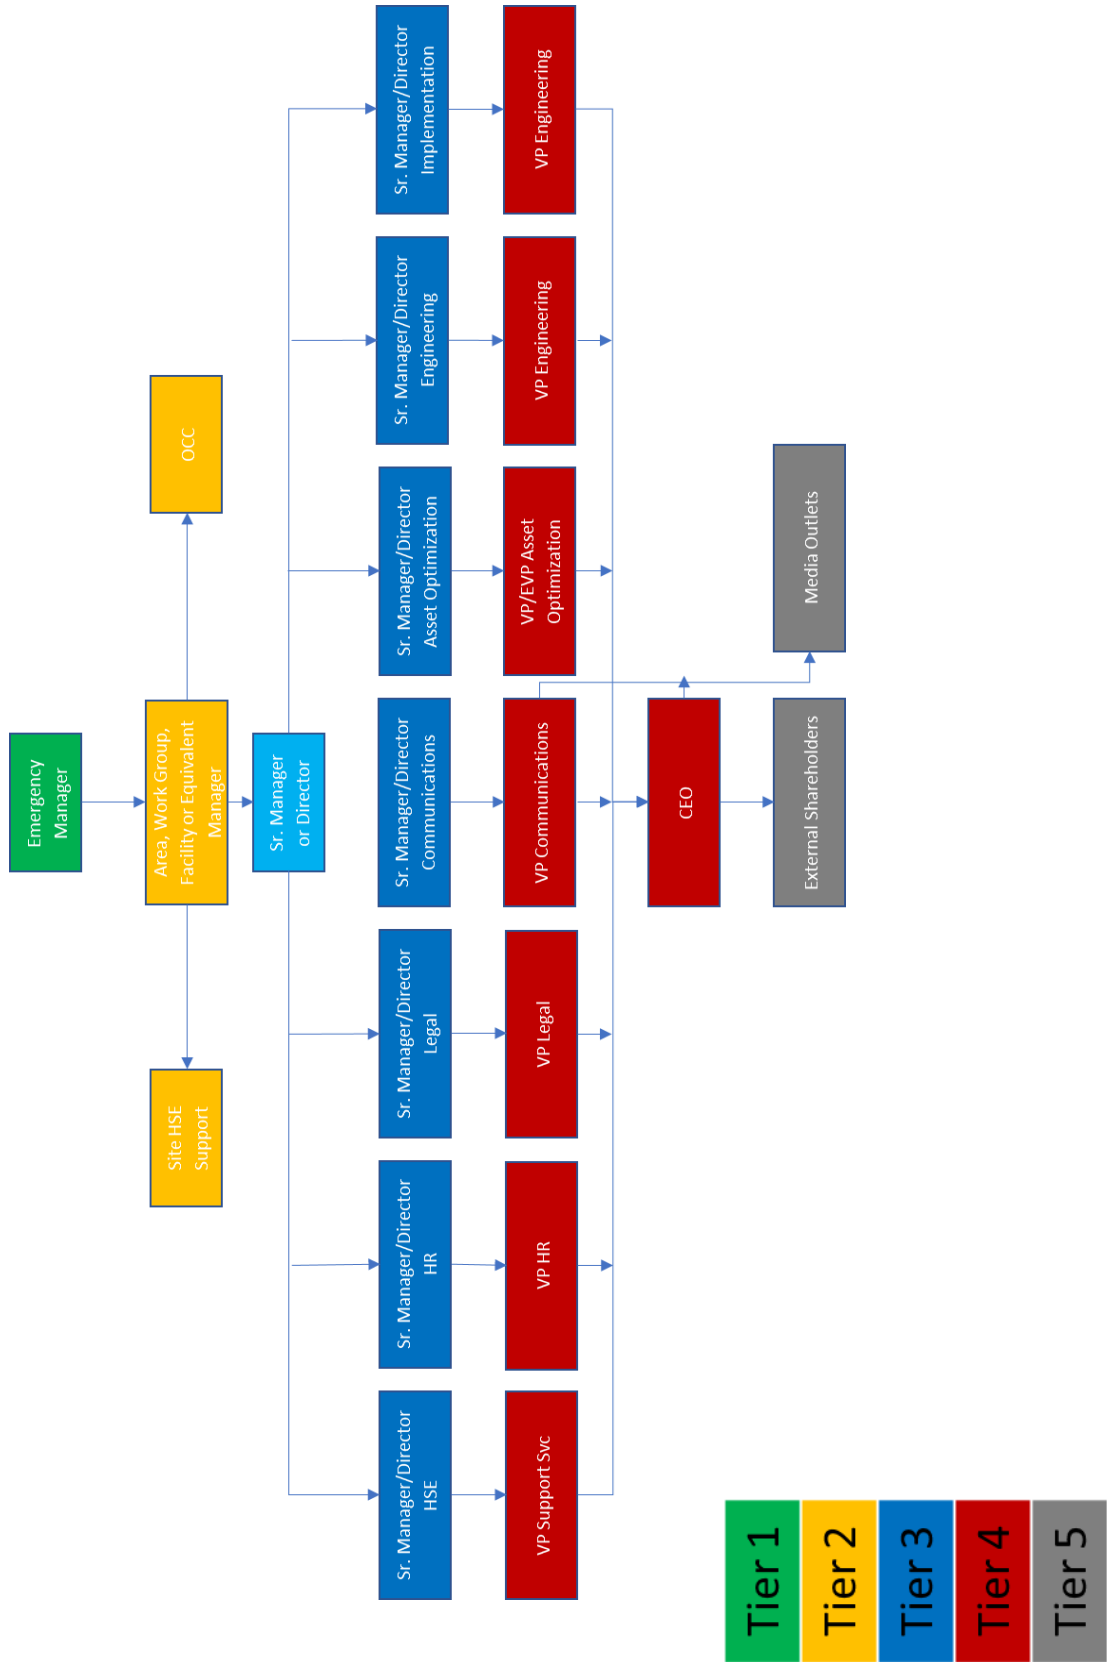 Emergency
Manager
Site HSE
Support
Area, Work Group,
Facility or Equivalent
Manager
OCC
Sr. Manager
or Director
Sr. Manager/Director
HSE
Sr. Manager/Director
HR
Sr. Manager/Director
Legal
Sr. Manager/Director
Communications
Sr. Manager/Director
Asset Optimization
Sr. Manager/Director
Engineering
Sr. Manager/Director
Implementation
VP Support Svc
VP HR
VP Legal
VP Communications
VP/EVP Asset
Optimization
VP Engineering
VP Engineering
CEO
External Shareholders
Media Outlets
Tier 1
Tier 2
Tier 3
Tier 4
Tier 5